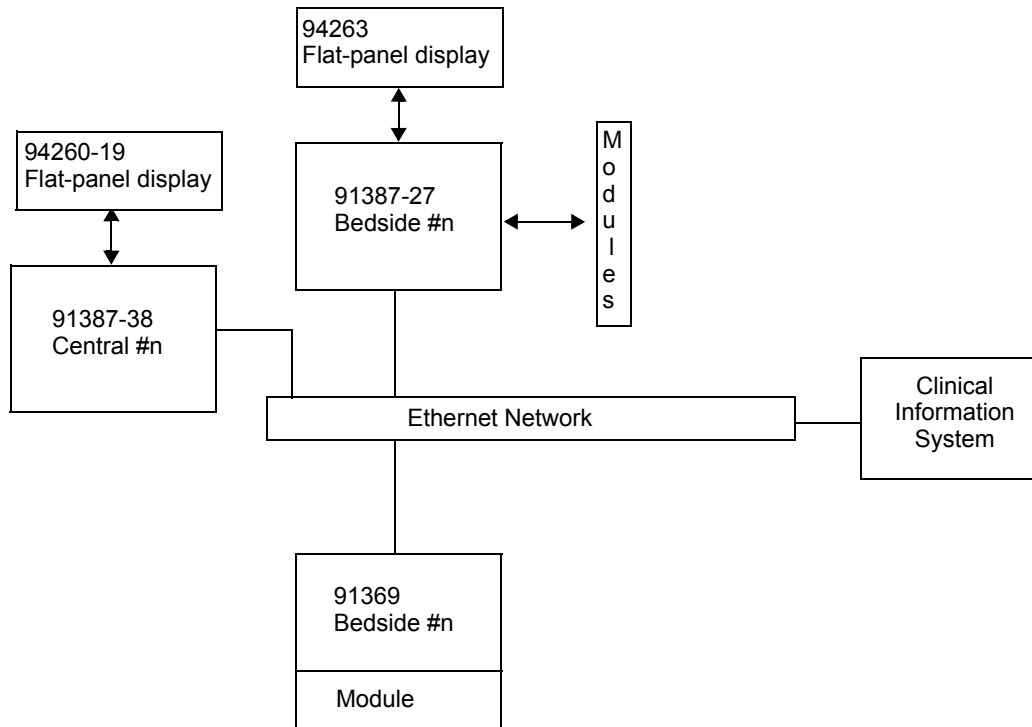 94263
Flat-panel display
94260-19
Flat-panel display
91387-27
Bedside #n
Modules
91387-38
Central #n
Ethernet Network
Clinical
Information
System
91369
Bedside #n
Module